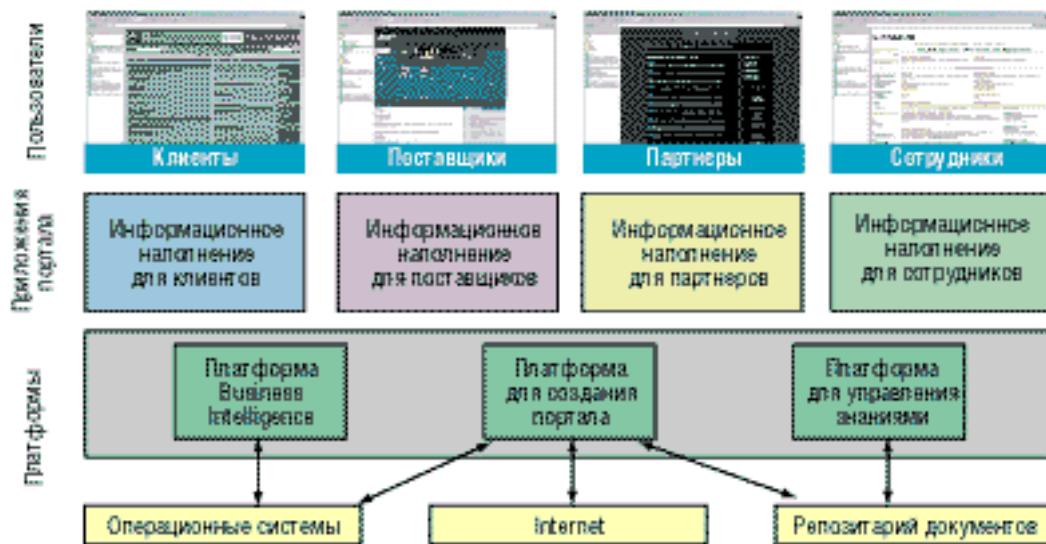 Пользователи
Клиенты
Поставщики
Партнеры
Сотрудники
Приложения
портала
Информационное
наполнение
для клиентов
Информационное
наполнение
для поставщиков
Информационное
наполнение
для партнеров
Информационное
наполнение
для сотрудников
Платформы
Платформа
Business
Intelligence
Платформа
для создания
портала
Платформа
для управления
знаниями
Операционные системы
Internet
Репозитарий документов